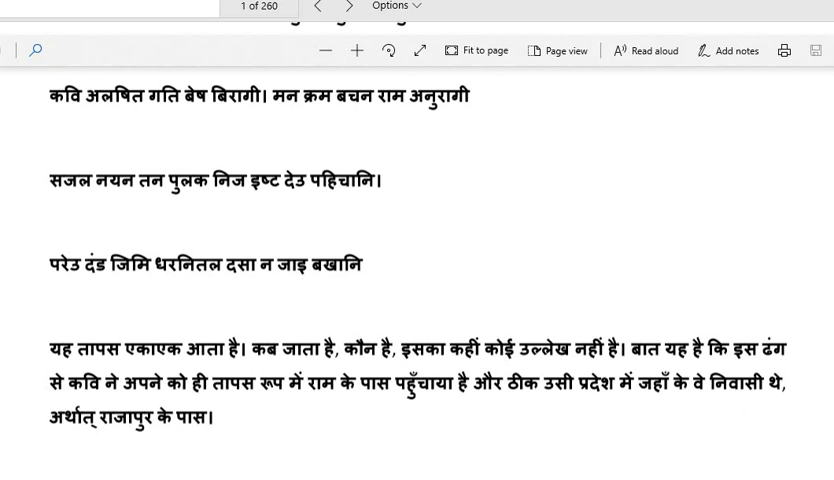 1 of 260
Options
Fit to page
Page view
Read aloud
Add notes
कवि अलषित गति बेष बिरागी। मन क्रम बचन राम अनुरागी
सजल नयन तन पुलक निज इष्ट देउ पहिचानि।
परेउ दंड जिमि धरनितल दसा न जाइ बखानि
यह तापस एकाएक आता है। कब जाता है, कौन है, इसका कहीं कोई उल्लेख नहीं है। बात यह है कि इस ढंग
से कवि ने अपने को ही तापस रूप में राम के पास पहुँचाया है और ठीक उसी प्रदेश में जहाँ के वे निवासी थे,
अर्थात् राजापुर के पास।